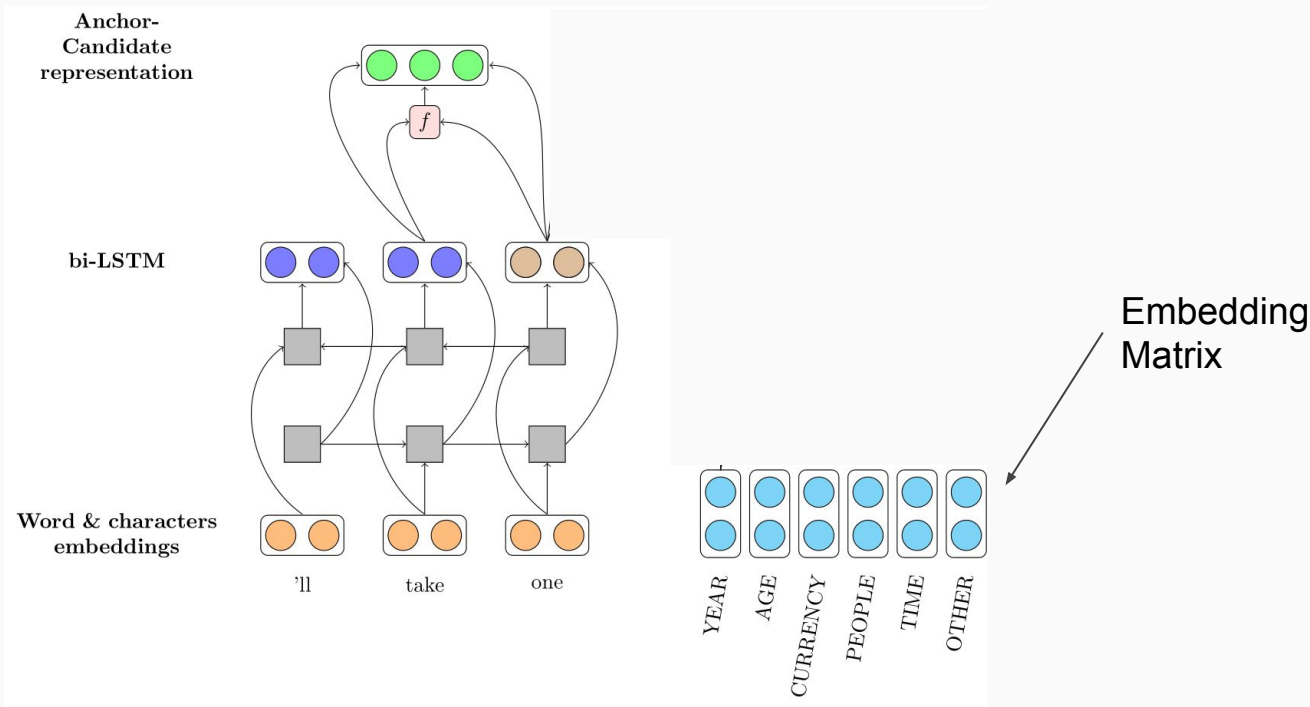 Anchor-
Candidate
representation
f
bi-LSTM
Embedding
Matrix
Word & characters
embeddings
'll
take
one
YEAR
AGE
CURRENCY
PEOPLE
TIME
OTHER